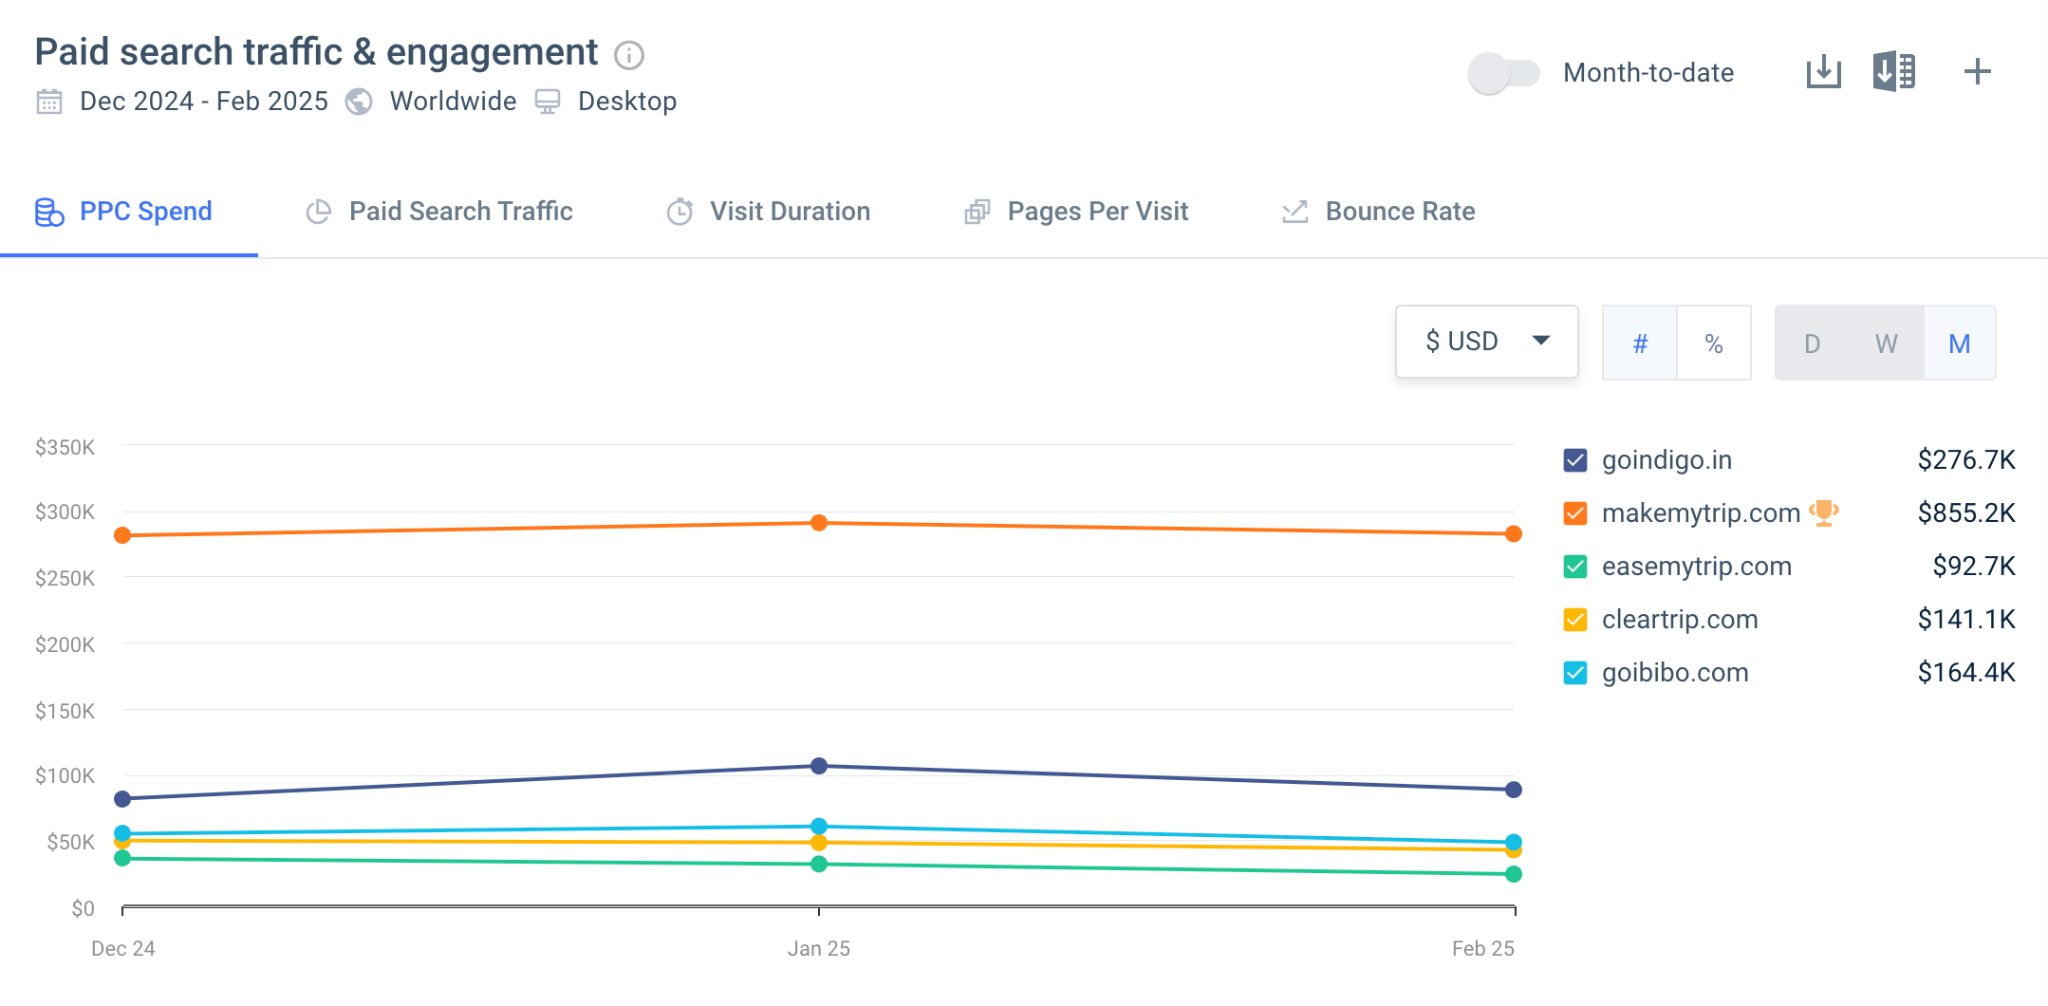 Paid search traffic & engagement
Dec 2024 - Feb 2025 Worldwide Desktop
Month-to-date
PPC Spend Paid Search Traffic Visit Duration Pages Per Visit Bounce Rate
$ USD # % D W M
$350K
$300K
$250K
$200K
$150K
$100K
$50K
$0
Dec 24 Jan 25 Feb 25
goindigo.in $276.7K
makemytrip.com $855.2K
easemytrip.com $92.7K
cleartrip.com $141.1K
goibibo.com $164.4K